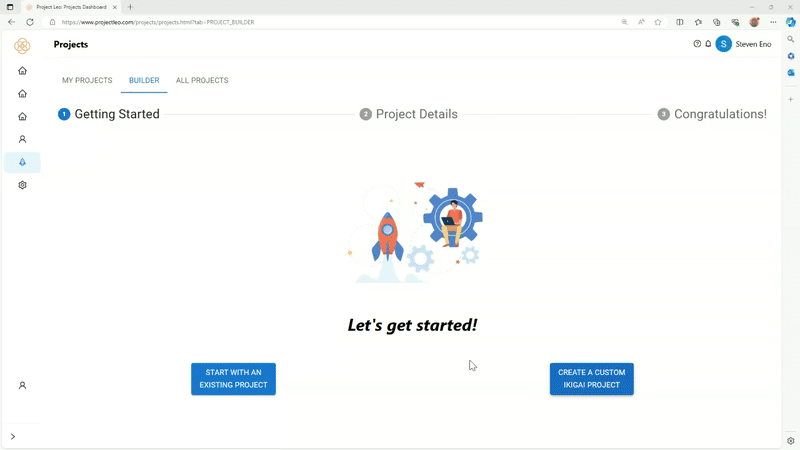 Project Leo: Projects Dashboard
https://www.projectleo.com/projects/projects.html?tab=PROJECT_BUILDER
Projects
S
Steven Eno
MY PROJECTS
BUILDER
ALL PROJECTS
1 Getting Started
2 Project Details
3 Congratulations!
Let's get started!
START WITH AN
EXISTING PROJECT
CREATE A CUSTOM
IKIGAI PROJECT